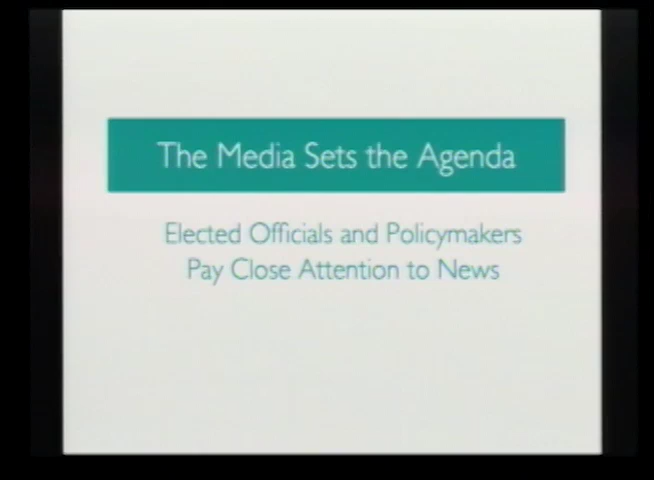 The Media Sets the Agenda
Elected Officials and Policymakers
Pay Close Attention to News